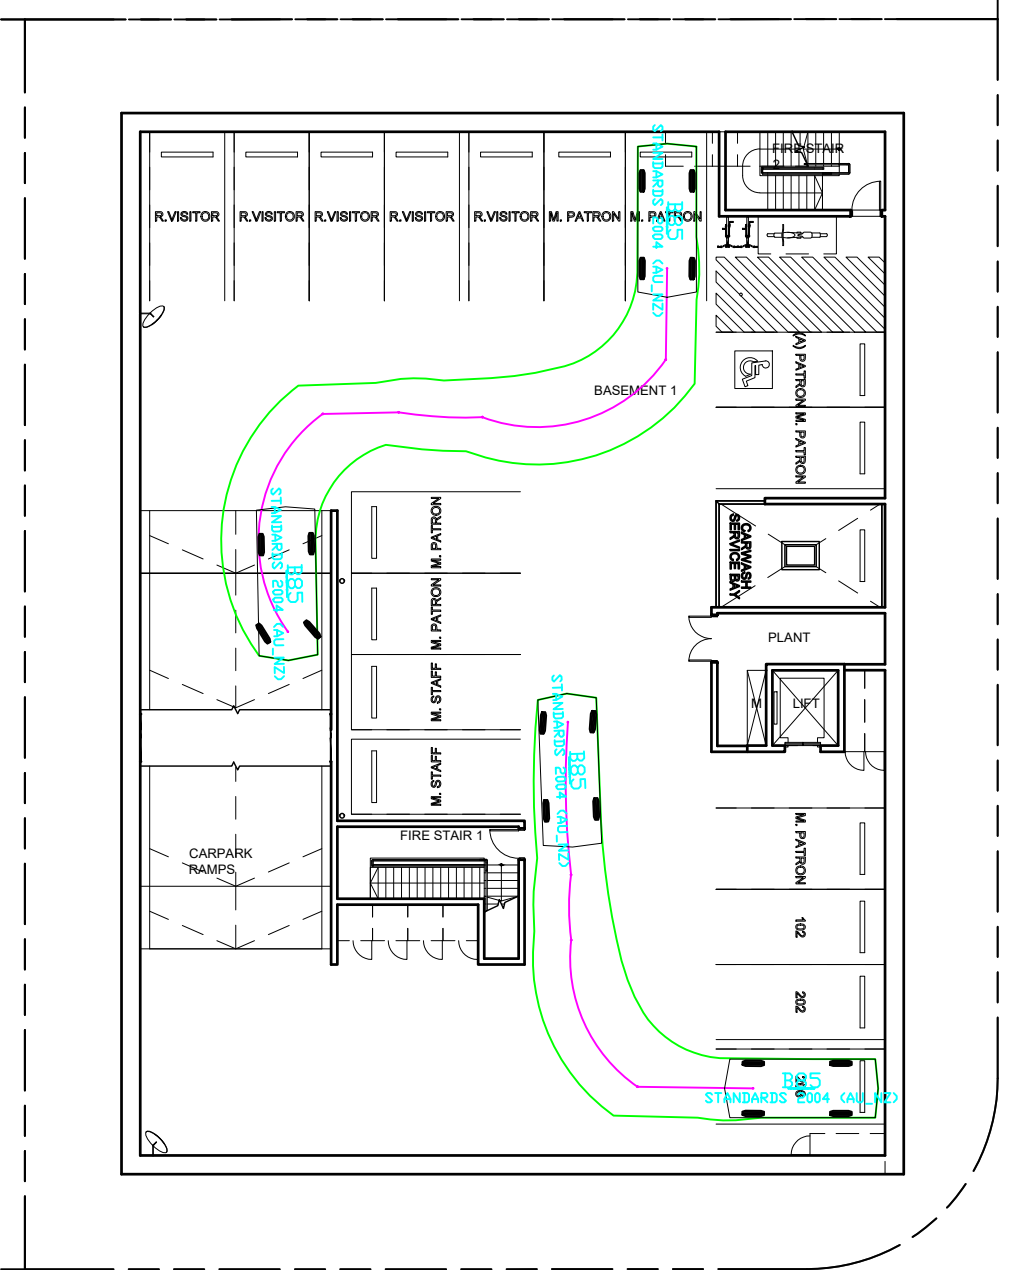 FIRE STAIR
2
R.VISITOR
R.VISITOR
R.VISITOR
R.VISITOR
R.VISITOR
M. PATRON
M. PATRON
B85
STANDARDS 2004 (AU_NZ)
(A) PATRON
M. PATRON
BASEMENT 1
B85
STANDARDS 2004 (AU_NZ)
M. PATRON
M. PATRON
M. STAFF
M. STAFF
CARWASH
SERVICE BAY
PLANT
M
LIFT
B85
STANDARDS 2004 (AU_NZ)
FIRE STAIR 1
CARPARK
RAMPS
M. PATRON
102
202
B85
STANDARDS 2004 (AU_NZ)